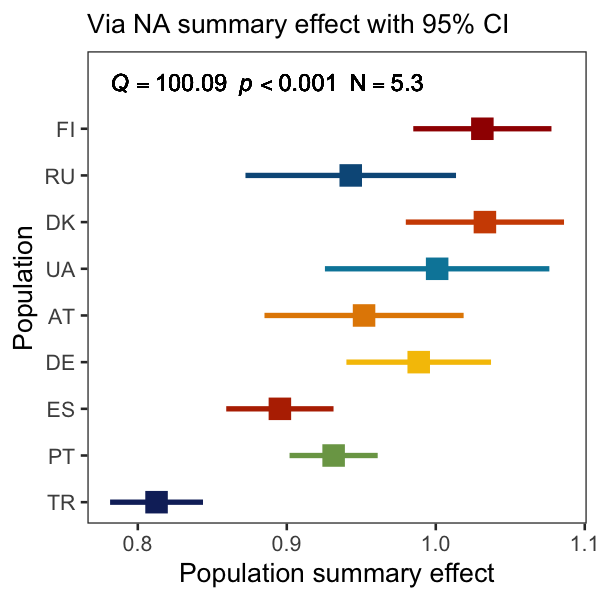 Via NA summary effect with 95% CI
Q = 100.09 p < 0.001 N = 5.3
Population
FI
RU
DK
UA
AT
DE
ES
PT
TR
0.8 0.9 1.0 1.1
Population summary effect